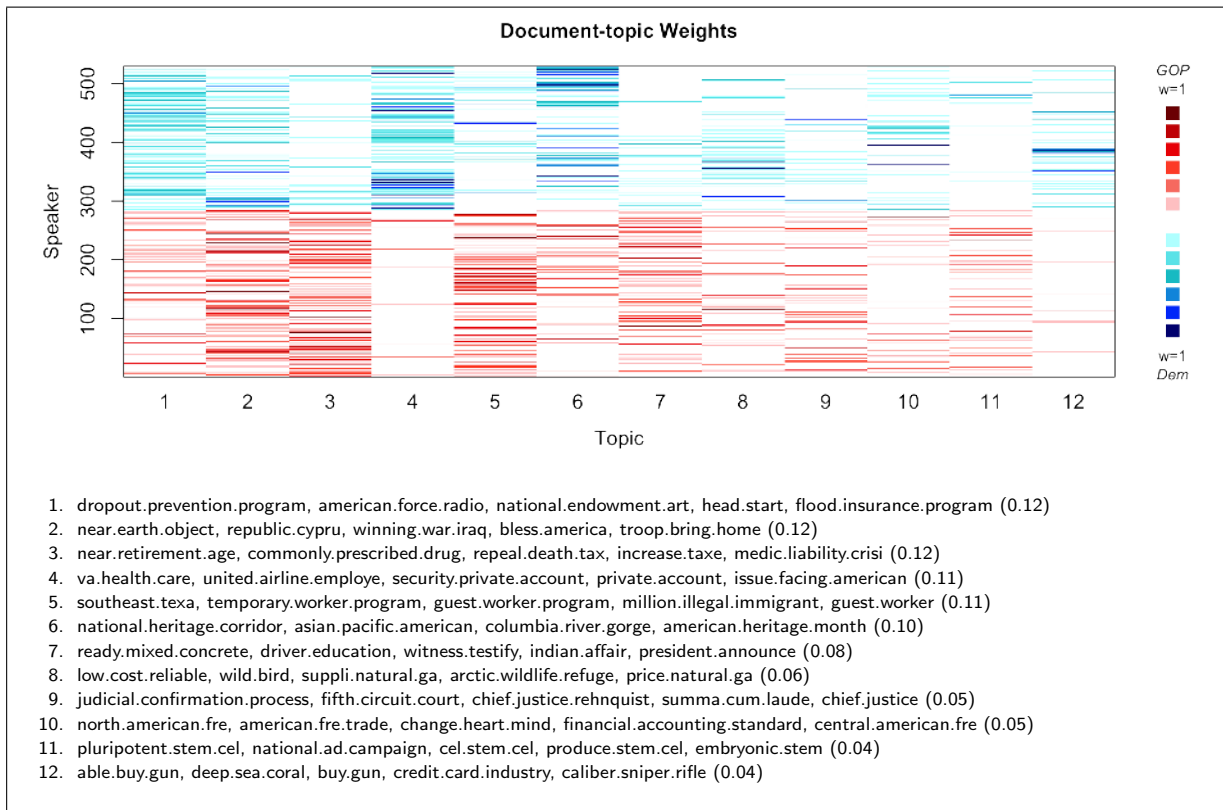 Document-topic Weights
500
400
300
200
100
Speaker
1 2 3 4 5 6 7 8 9 10 11 12
Topic
GOP
w=1
w=1
Dem
1. dropout.prevention.program, american.force.radio, national.endowment.art, head.start, flood.insurance.program (0.12)
2. near.earth.object, republic.cypru, winning.war.iraq, bless.america, troop.bring.home (0.12)
3. near.retirement.age, commonly.prescribed.drug, repeal.death.tax, increase.taxe, medic.liability.crisi (0.12)
4. va.health.care, united.airline.employe, security.private.account, private.account, issue.facing.american (0.11)
5. southeast.texa, temporary.worker.program, guest.worker.program, million.illegal.immigrant, guest.worker (0.11)
6. national.heritage.corridor, asian.pacific.american, columbia.river.gorge, american.heritage.month (0.10)
7. ready.mixed.concrete, driver.education, witness.testify, indian.affair, president.announce (0.08)
8. low.cost.reliable, wild.bird, suppli.natural.ga, arctic.wildlife.refuge, price.natural.ga (0.06)
9. judicial.confirmation.process, fifth.circuit.court, chief.justice.rehnquist, summa.cum.laude, chief.justice (0.05)
10. north.american.fre, american.fre.trade, change.heart.mind, financial.accounting.standard, central.american.fre (0.05)
11. pluripotent.stem.cel, national.ad.campaign, cel.stem.cel, produce.stem.cel, embryonic.stem (0.04)
12. able.buy.gun, deep.sea.coral, buy.gun, credit.card.industry, caliber.sniper.rifle (0.04)